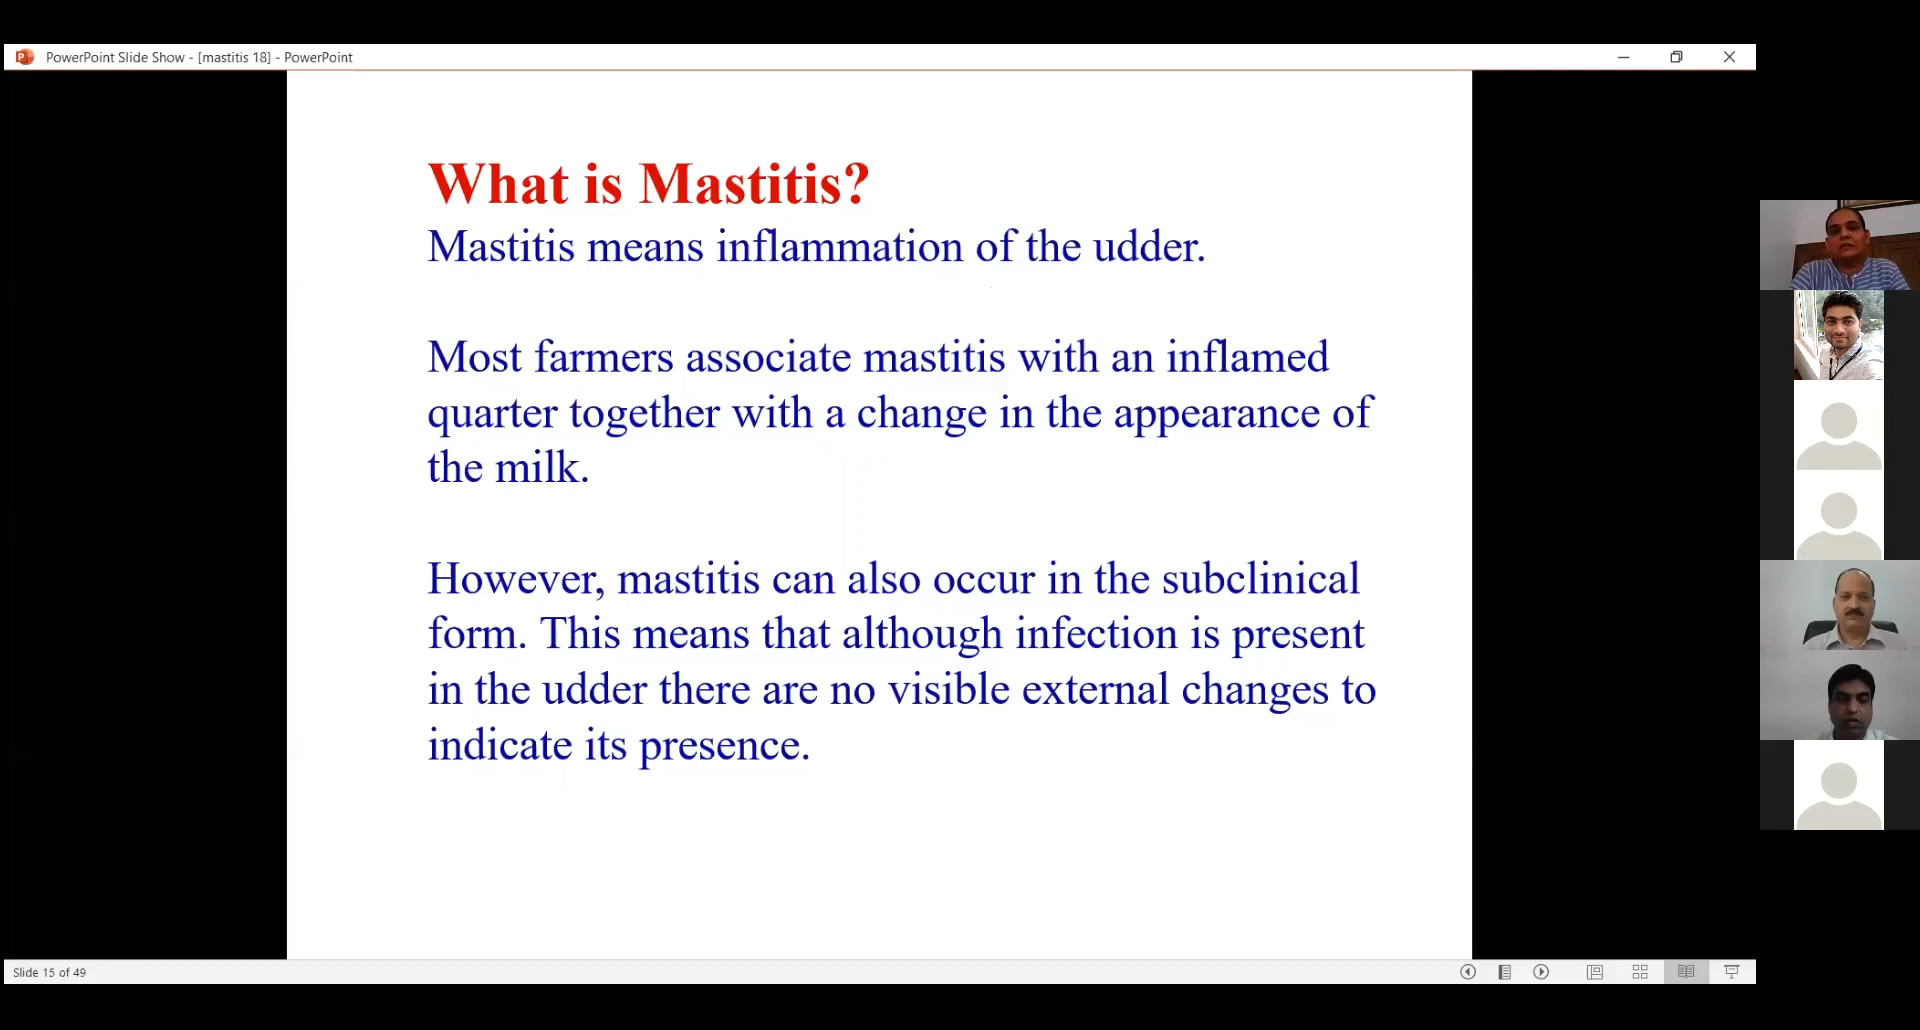 PowerPoint Slide Show - [mastitis 18] - PowerPoint
What is Mastitis?
Mastitis means inflammation of the udder.
Most farmers associate mastitis with an inflamed
quarter together with a change in the appearance of
the milk.
However, mastitis can also occur in the subclinical
form. This means that although infection is present
in the udder there are no visible external changes to
indicate its presence.
Slide 15 of 49